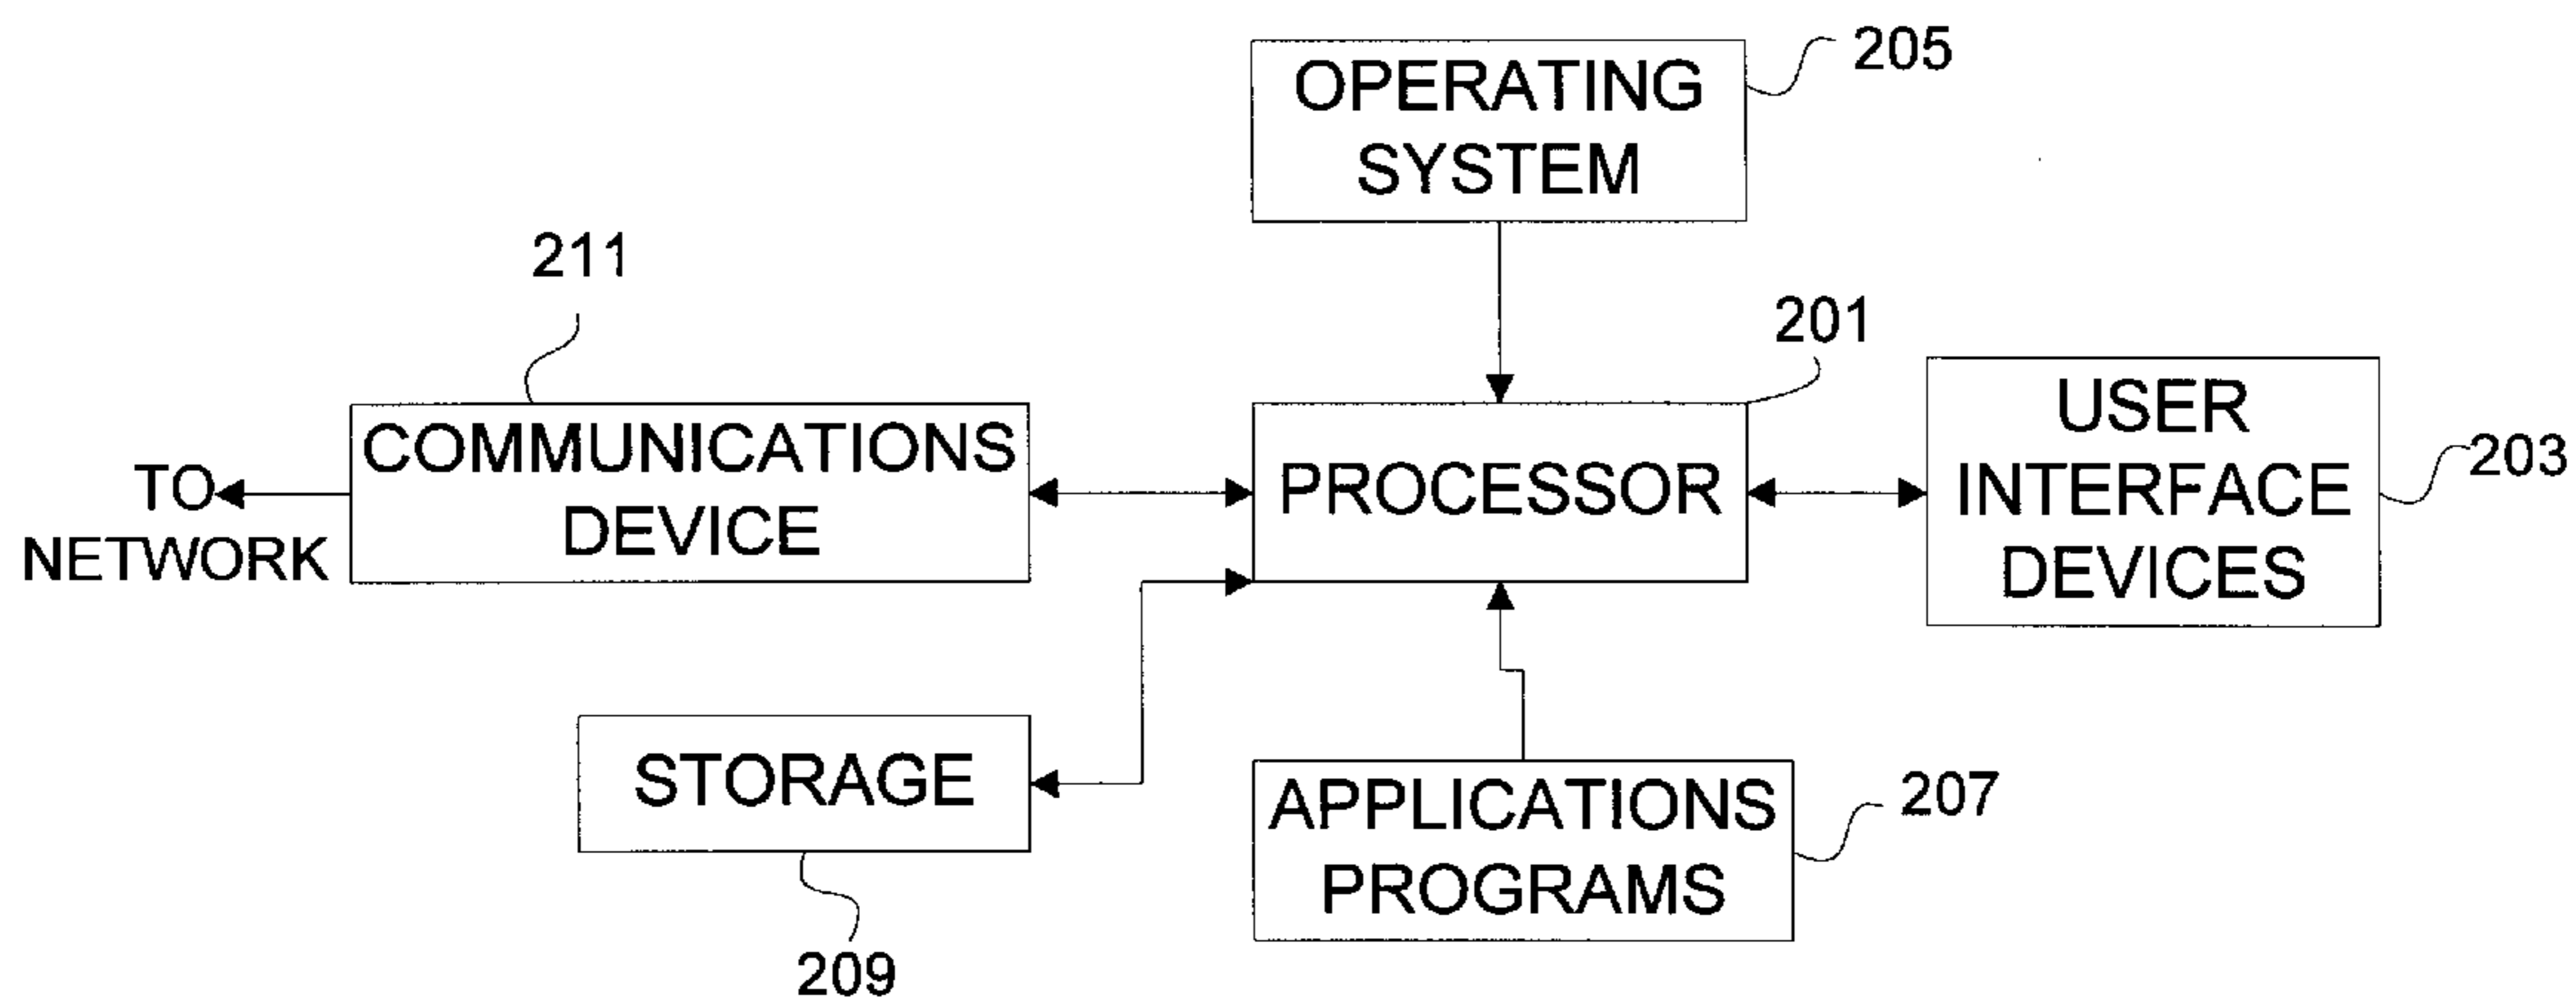 205
OPERATING
SYSTEM
211
201
COMMUNICATIONS
DEVICE
TO
NETWORK
PROCESSOR
USER
INTERFACE
DEVICES
203
STORAGE
209
APPLICATIONS
PROGRAMS
207